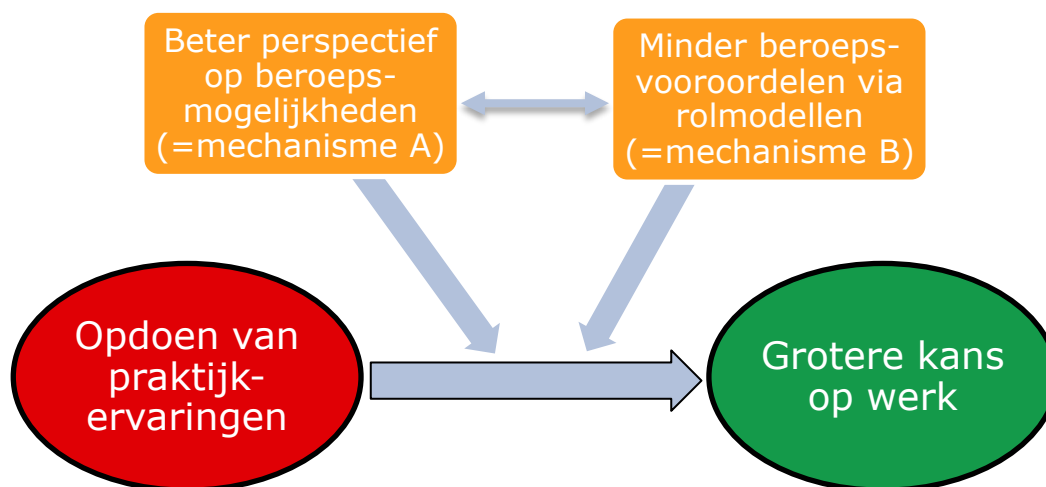 Beter perspectief
op beroeps-
mogelijkheden
(=mechanisme A)
Minder beroeps-
vooroordelen via
rolmodellen
(=mechanisme B)
Opdoen van
praktijk-
ervaringen
Grotere kans
op werk